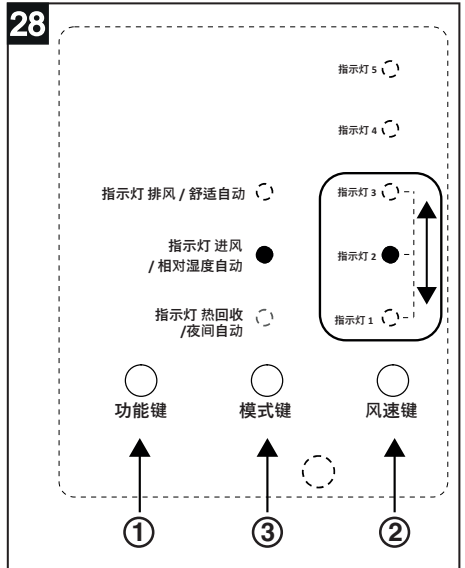 28
指示灯 5
指示灯 4
指示灯 排风 / 舒适自动
指示灯 3
指示灯 进风
/ 相对湿度自动
指示灯 2
指示灯 热回收
/夜间自动
指示灯 1
功能键
模式键
风速键
①
③
②